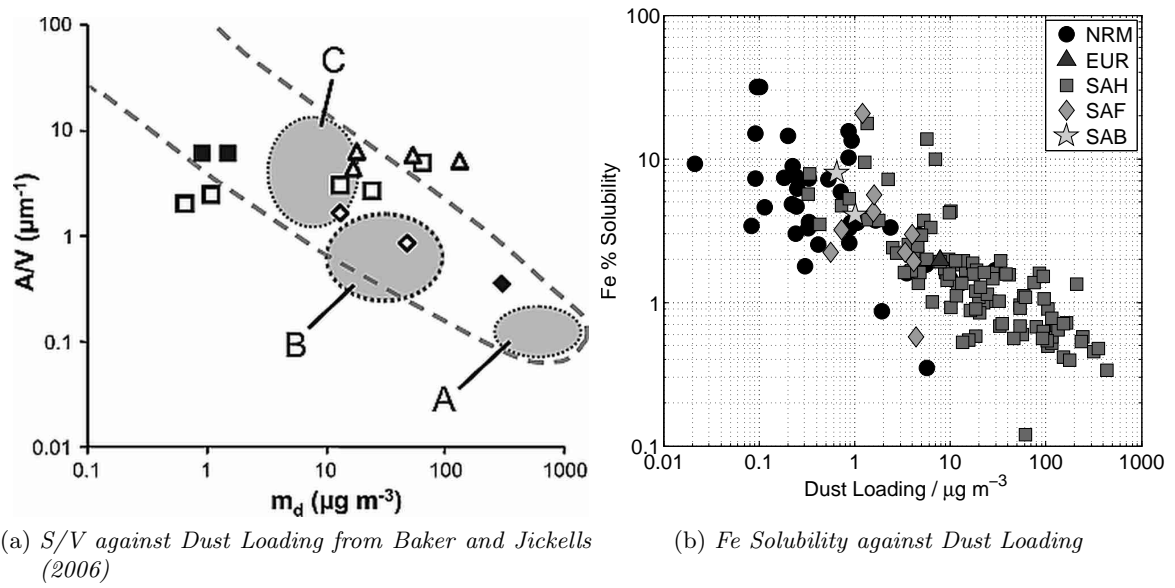 100
10
1
0.1
0.01
A/V (μm⁻¹)
C
B
A
0.1
1
10
100
1000
m_d (μg m⁻³)
(a) S/V against Dust Loading from Baker and Jickells
(2006)
100
10
1
0.1
Fe % Solubility
NRM
EUR
SAH
SAF
SAB
0.01
0.1
1
10
100
1000
Dust Loading / μg m⁻³
(b) Fe Solubility against Dust Loading